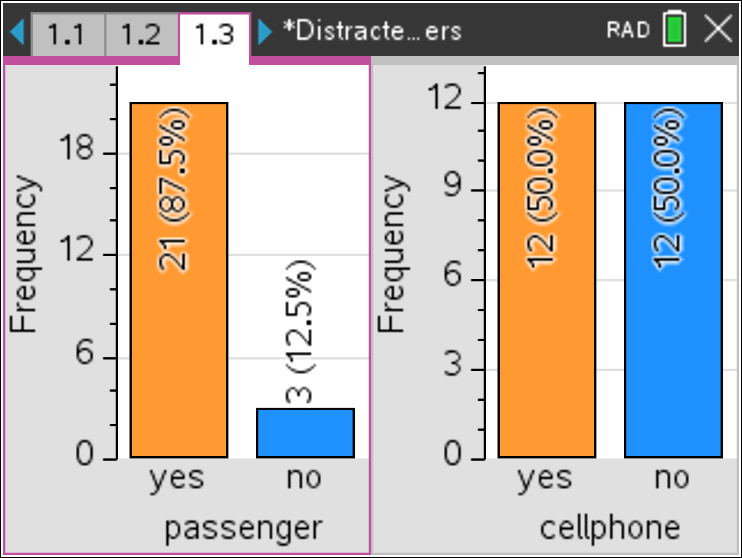 1.1 1.2 1.3 *Distracte...ers RAD
Frequency
18
12
6
0
21 (87.5%)
3 (12.5%)
yes no
passenger
Frequency
12
9
6
3
0
12 (50.0%)
12 (50.0%)
yes no
cellphone